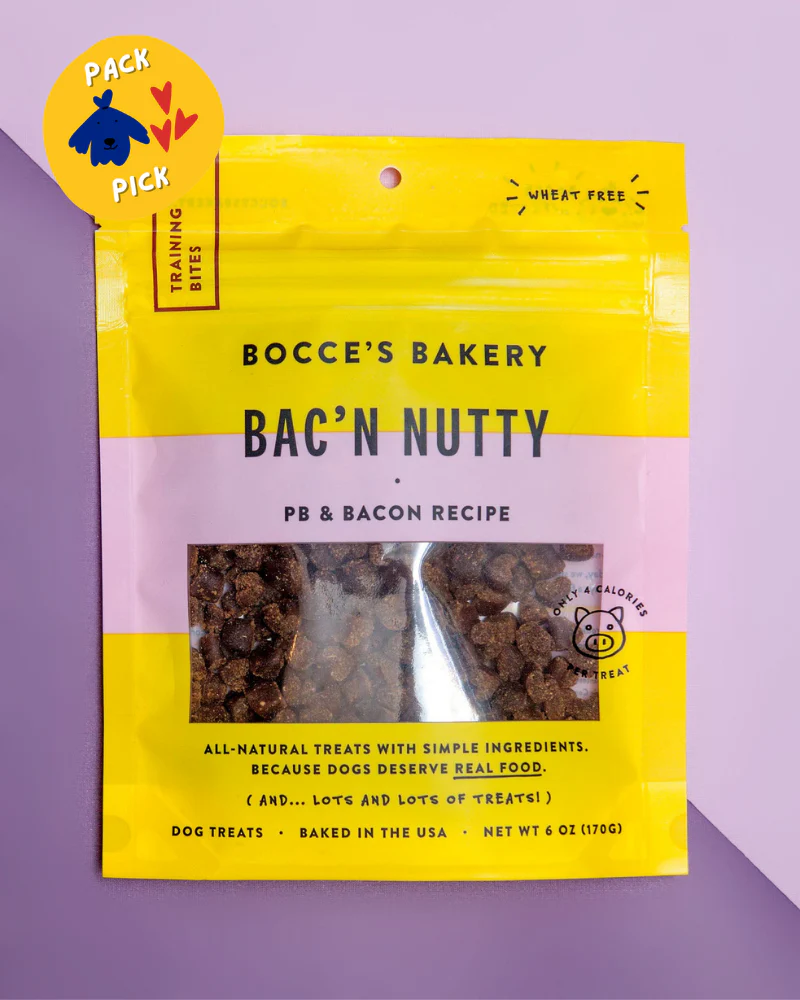 PACK
PICK
TRAINING
BITES
WHEAT FREE
BOCCE'S BAKERY
BAC'N NUTTY
PB & BACON RECIPE
ONLY 4 CALORIES
PER TREAT
ALL-NATURAL TREATS WITH SIMPLE INGREDIENTS.
BECAUSE DOGS DESERVE REAL FOOD.
( AND... LOTS AND LOTS OF TREATS! )
DOG TREATS • BAKED IN THE USA • NET WT 6 OZ (170G)